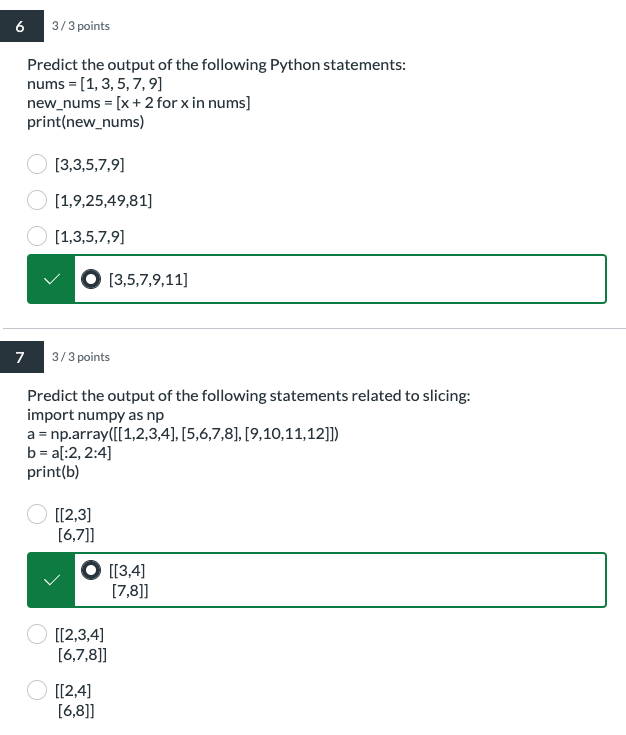 6
3 / 3 points
Predict the output of the following Python statements:
nums = [1, 3, 5, 7, 9]
new_nums = [x + 2 for x in nums]
print(new_nums)
[3,3,5,7,9]
[1,9,25,49,81]
[1,3,5,7,9]
[3,5,7,9,11]
7
3 / 3 points
Predict the output of the following statements related to slicing:
import numpy as np
a = np.array([[1,2,3,4], [5,6,7,8], [9,10,11,12]])
b = a[:2, 2:4]
print(b)
[[2,3]
[6,7]]
[[3,4]
[7,8]]
[[2,3,4]
[6,7,8]]
[[2,4]
[6,8]]